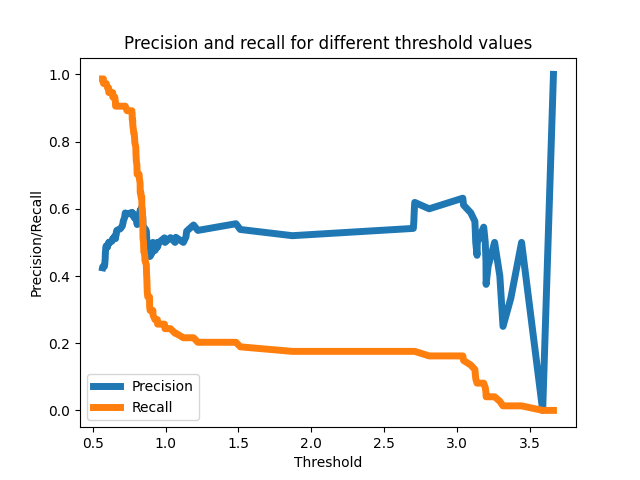 Precision and recall for different threshold values
1.0
0.8
0.6
0.4
0.2
0.0
Precision/Recall
Precision
Recall
0.5 1.0 1.5 2.0 2.5 3.0 3.5
Threshold